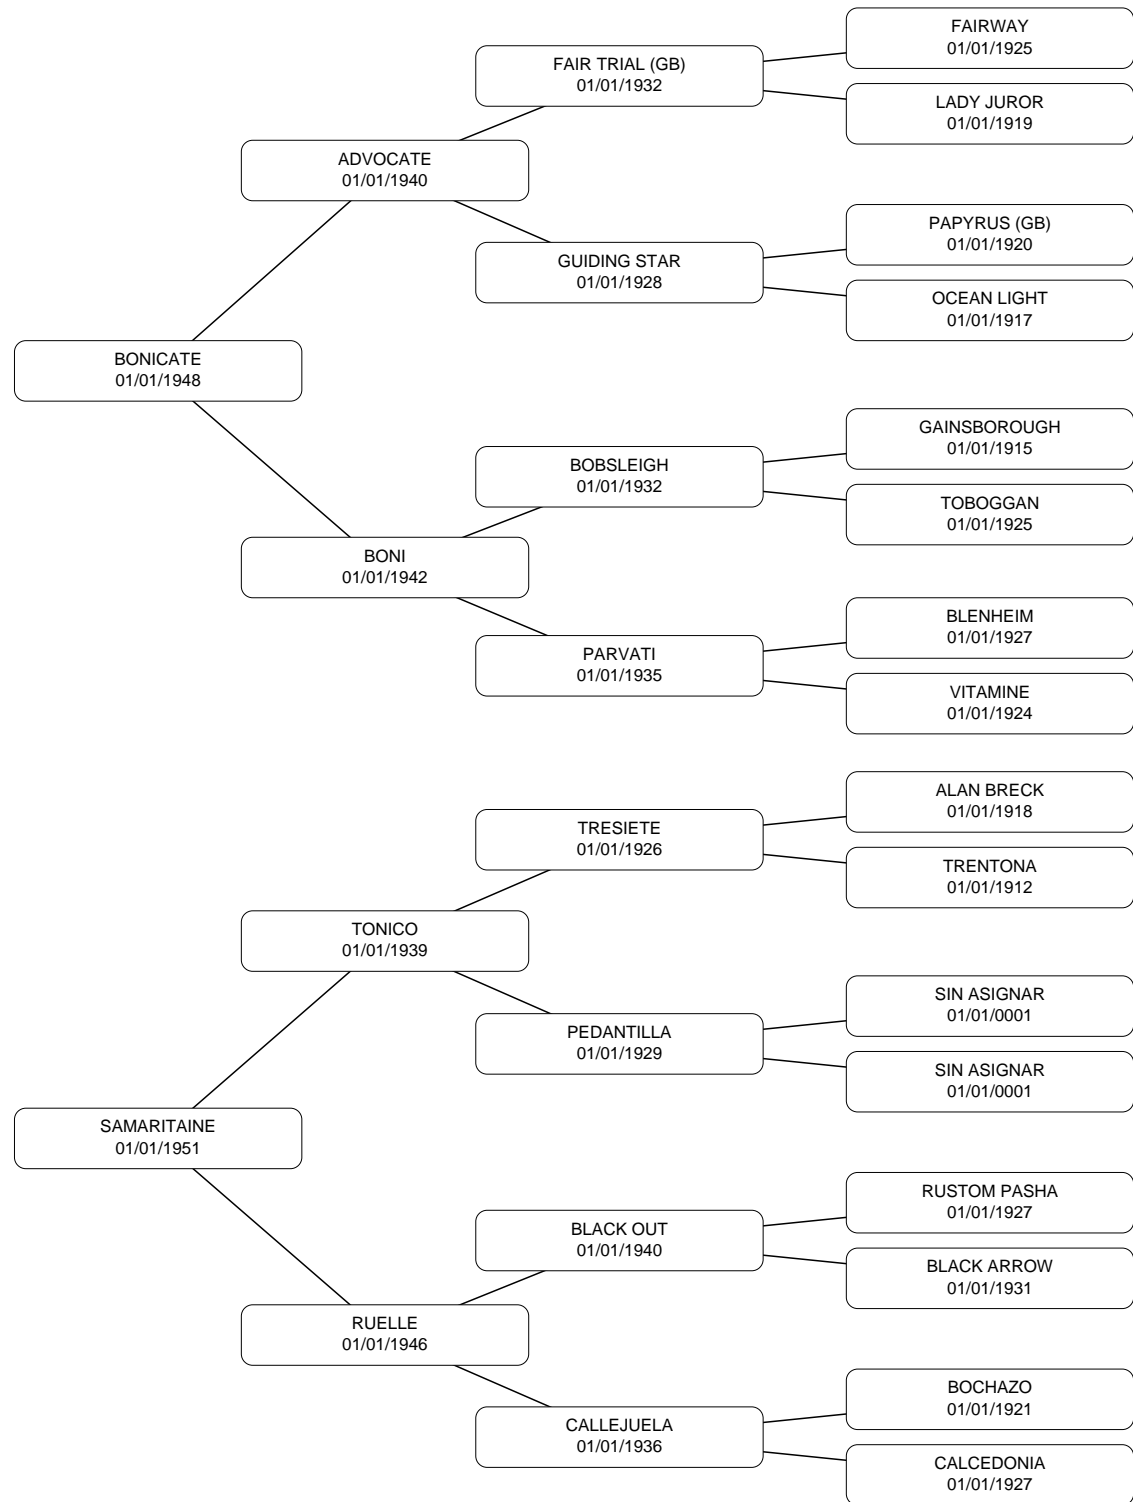 FAIRWAY
01/01/1925
FAIR TRIAL (GB)
01/01/1932
LADY JUROR
01/01/1919
ADVOCATE
01/01/1940
PAPYRUS (GB)
01/01/1920
GUIDING STAR
01/01/1928
OCEAN LIGHT
01/01/1917
BONICATE
01/01/1948
GAINSBOROUGH
01/01/1915
BOBSLEIGH
01/01/1932
TOBOGGAN
01/01/1925
BONI
01/01/1942
BLENHEIM
01/01/1927
PARVATI
01/01/1935
VITAMINE
01/01/1924
ALAN BRECK
01/01/1918
TRESIETE
01/01/1926
TRENTONA
01/01/1912
TONICO
01/01/1939
SIN ASIGNAR
01/01/0001
PEDANTILLA
01/01/1929
SIN ASIGNAR
01/01/0001
SAMARITAINE
01/01/1951
RUSTOM PASHA
01/01/1927
BLACK OUT
01/01/1940
BLACK ARROW
01/01/1931
RUELLE
01/01/1946
BOCHAZO
01/01/1921
CALLEJUELA
01/01/1936
CALCEDONIA
01/01/1927